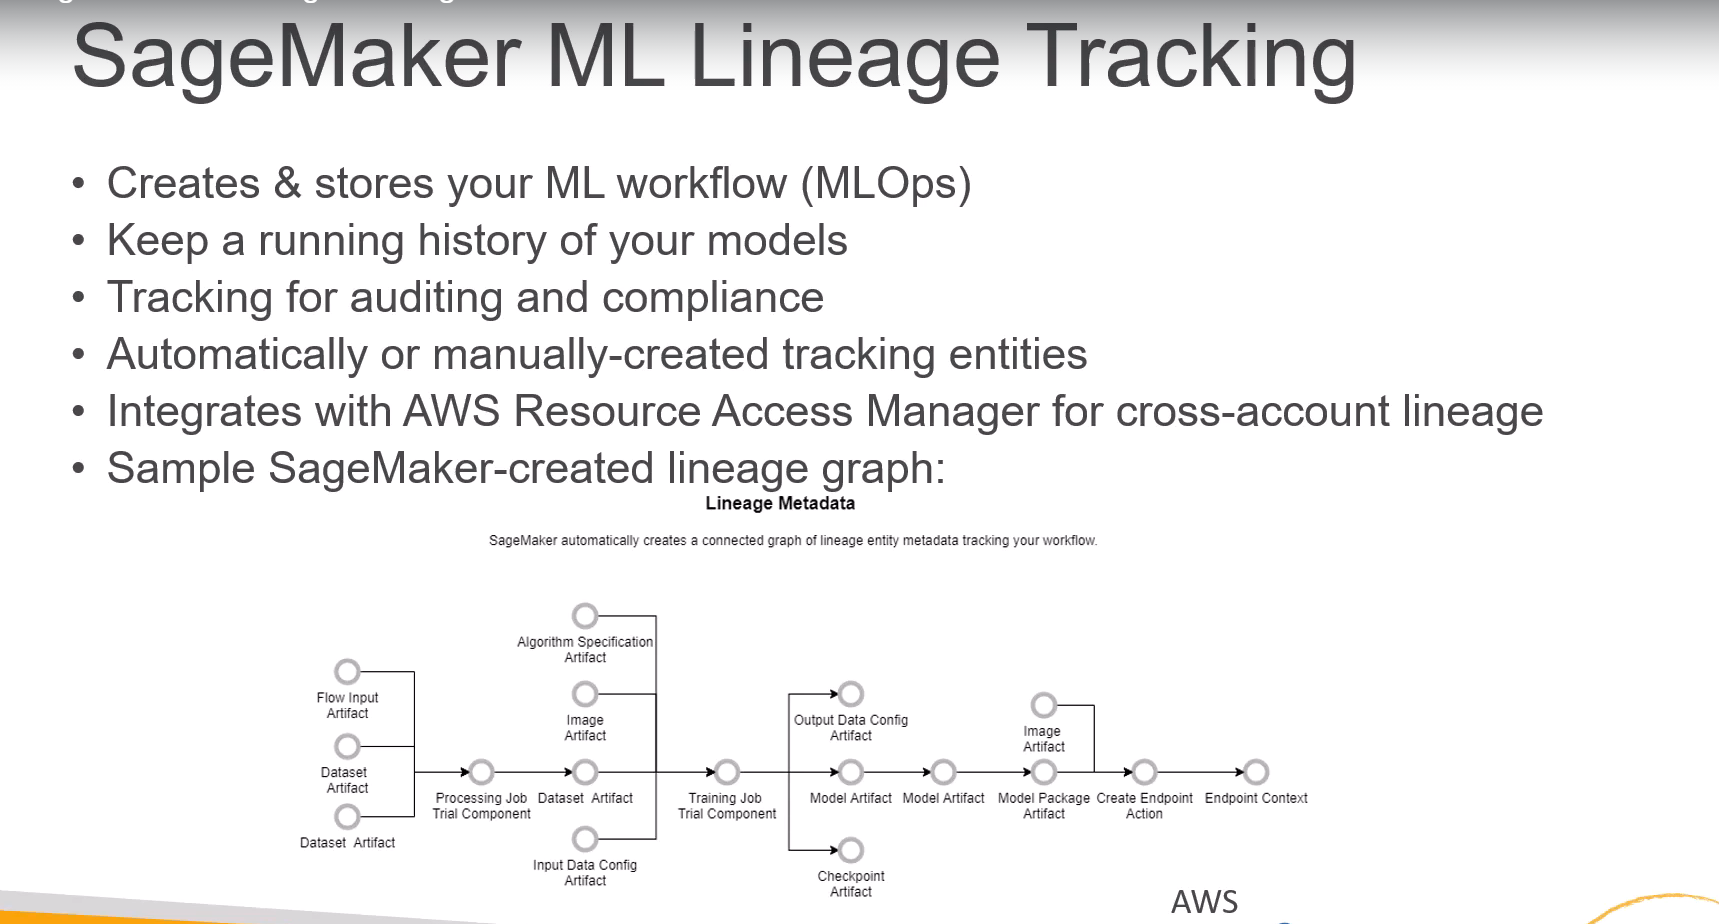 SageMaker ML Lineage Tracking
• Creates & stores your ML workflow (MLOps)
• Keep a running history of your models
• Tracking for auditing and compliance
• Automatically or manually-created tracking entities
• Integrates with AWS Resource Access Manager for cross-account lineage
• Sample SageMaker-created lineage graph:
Lineage Metadata
SageMaker automatically creates a connected graph of lineage entity metadata tracking your workflow.
Flow Input
Artifact
Dataset
Artifact
Dataset Artifact
Processing Job
Trial Component
Algorithm Specification
Artifact
Image
Artifact
Dataset Artifact
Input Data Config
Artifact
Training Job
Trial Component
Output Data Config
Artifact
Model Artifact
Checkpoint
Artifact
Model Artifact
Image
Artifact
Model Package
Artifact
Create Endpoint
Action
Endpoint Context
AWS